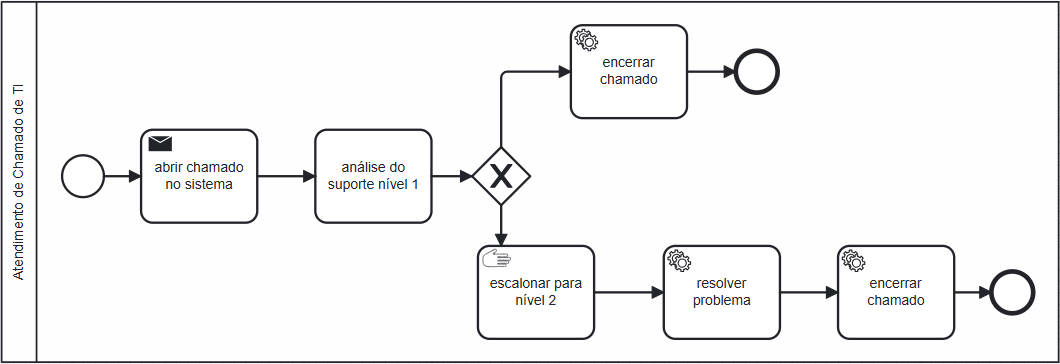 Atendimento de Chamado de TI
abrir chamado
no sistema
análise do
suporte nível 1
encerrar
chamado
escalonar para
nível 2
resolver
problema
encerrar
chamado